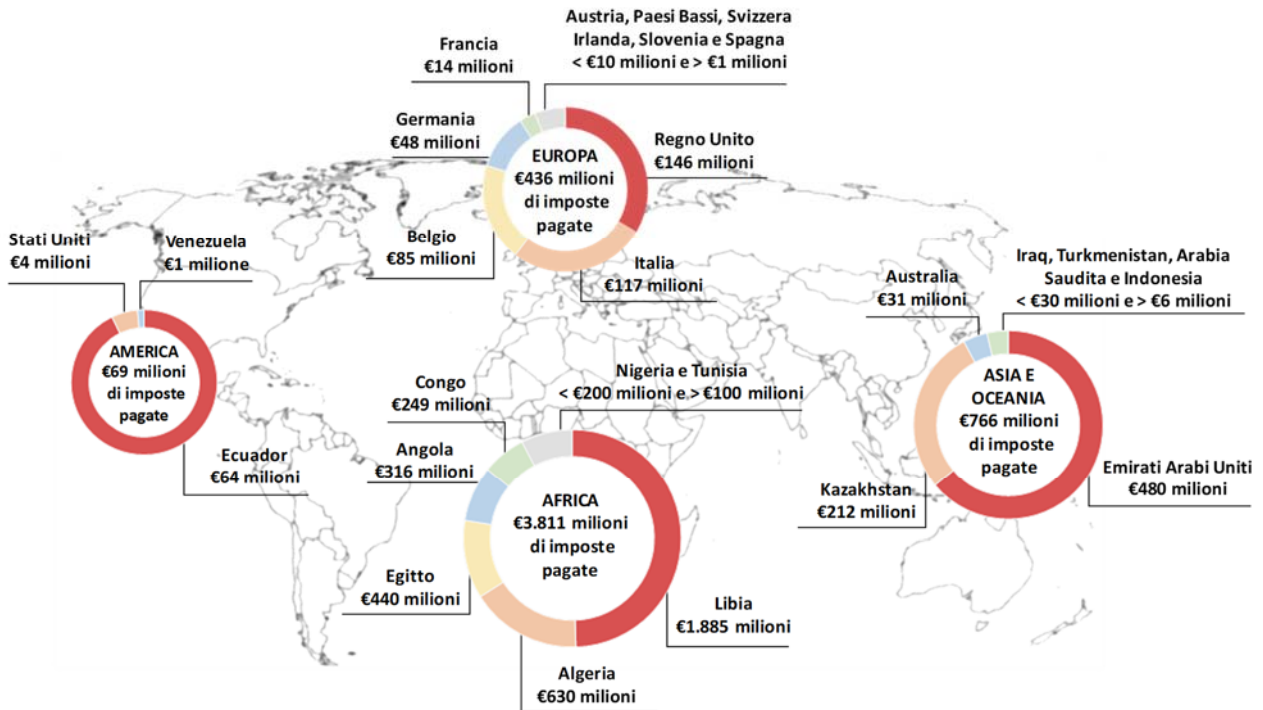 Austria, Paesi Bassi, Svizzera
Irlanda, Slovenia e Spagna
< €10 milioni e > €1 milioni
Francia
€14 milioni
Germania
€48 milioni
EUROPA
€436 milioni
di imposte
pagate
Regno Unito
€146 milioni
Belgio
€85 milioni
Italia
€117 milioni
Stati Uniti
€4 milioni
Venezuela
€1 milione
AMERICA
€69 milioni
di imposte
pagate
Ecuador
€64 milioni
Iraq, Turkmenistan, Arabia
Saudita e Indonesia
< €30 milioni e > €6 milioni
Australia
€31 milioni
ASIA E
OCEANIA
€766 milioni
di imposte
pagate
Kazakhstan
€212 milioni
Emirati Arabi Uniti
€480 milioni
Nigeria e Tunisia
< €200 milioni e > €100 milioni
Congo
€249 milioni
Angola
€316 milioni
AFRICA
€3.811 milioni
di imposte
pagate
Egitto
€440 milioni
Libia
€1.885 milioni
Algeria
€630 milioni